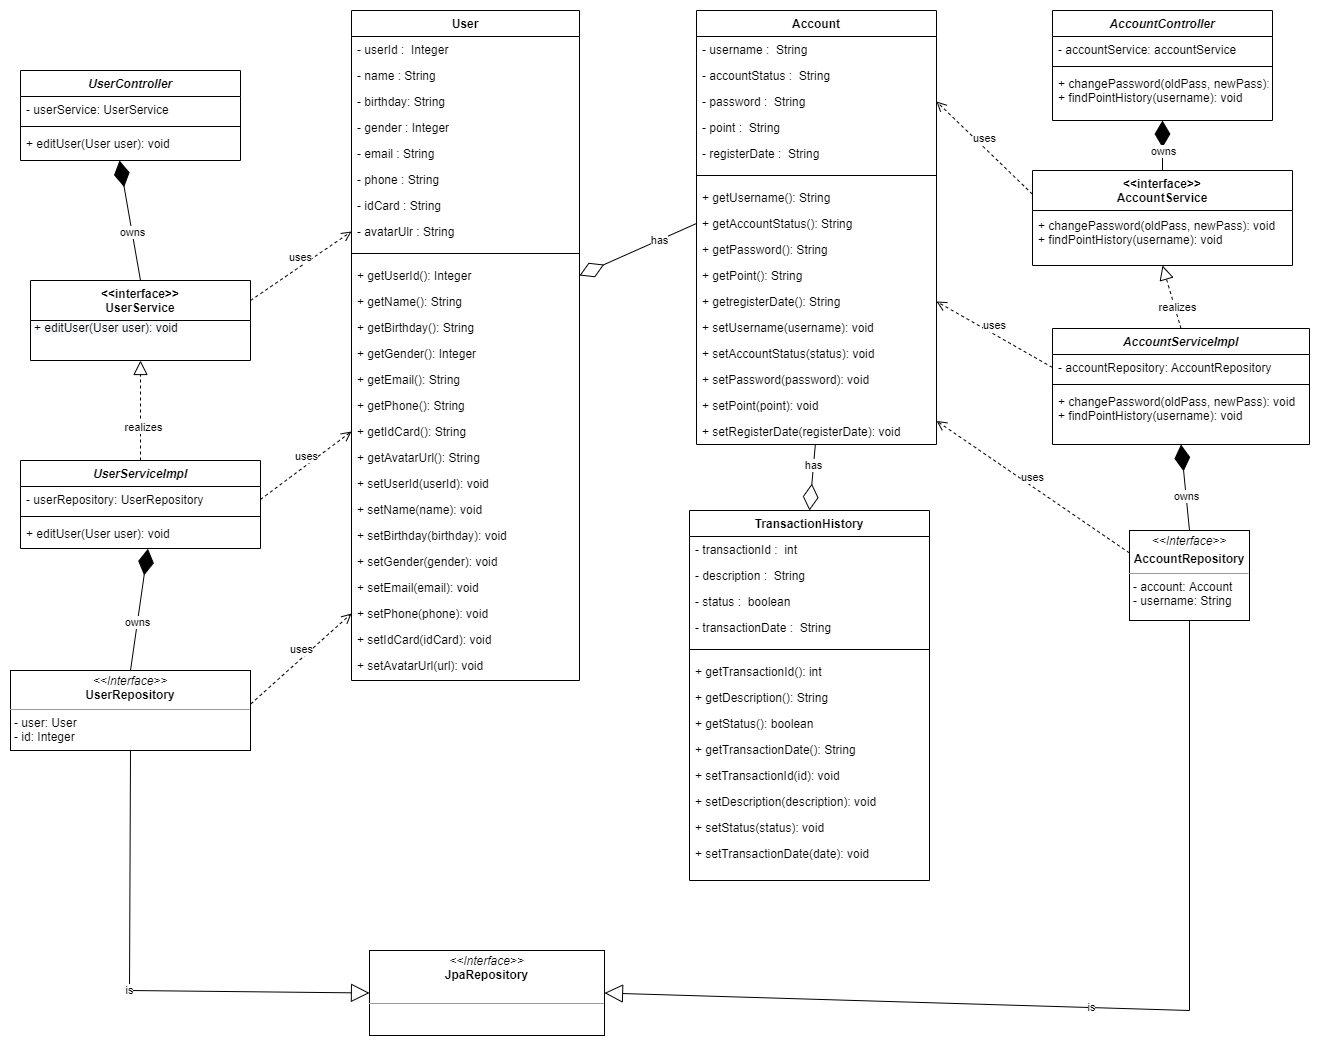 UserController
- userService: UserService
+ editUser(User user): void
owns
<<interface>>
UserService
+ editUser(User user): void
realizes
UserServiceImpl
- userRepository: UserRepository
+ editUser(User user): void
owns
<<Interface>>
UserRepository
- user: User
- id: Integer
is
uses
uses
uses
User
- userId :  Integer
- name : String
- birthday: String
- gender : Integer
- email : String
- phone : String
- idCard : String
- avatarUlr : String
+ getUserId(): Integer
+ getName(): String
+ getBirthday(): String
+ getGender(): Integer
+ getEmail(): String
+ getPhone(): String
+ getIdCard(): String
+ getAvatarUrl(): String
+ setUserId(userId): void
+ setName(name): void
+ setBirthday(birthday): void
+ setGender(gender): void
+ setEmail(email): void
+ setPhone(phone): void
+ setIdCard(idCard): void
+ setAvatarUrl(url): void
has
Account
- username :  String
- accountStatus :  String
- password :  String
- point :  String
- registerDate :  String
+ getUsername(): String
+ getAccountStatus(): String
+ getPassword(): String
+ getPoint(): String
+ getregisterDate(): String
+ setUsername(username): void
+ setAccountStatus(status): void
+ setPassword(password): void
+ setPoint(point): void
+ setRegisterDate(registerDate): void
has
TransactionHistory
- transactionId :  int
- description :  String
- status :  boolean
- transactionDate :  String
+ getTransactionId(): int
+ getDescription(): String
+ getStatus(): boolean
+ getTransactionDate(): String
+ setTransactionId(id): void
+ setDescription(description): void
+ setStatus(status): void
+ setTransactionDate(date): void
uses
uses
uses
AccountController
- accountService: accountService
+ changePassword(oldPass, newPass):
+ findPointHistory(username): void
owns
<<interface>>
AccountService
+ changePassword(oldPass, newPass): void
+ findPointHistory(username): void
realizes
AccountServiceImpl
- accountRepository: AccountRepository
+ changePassword(oldPass, newPass): void
+ findPointHistory(username): void
owns
<<Interface>>
AccountRepository
- account: Account
- username: String
is
<<Interface>>
JpaRepository